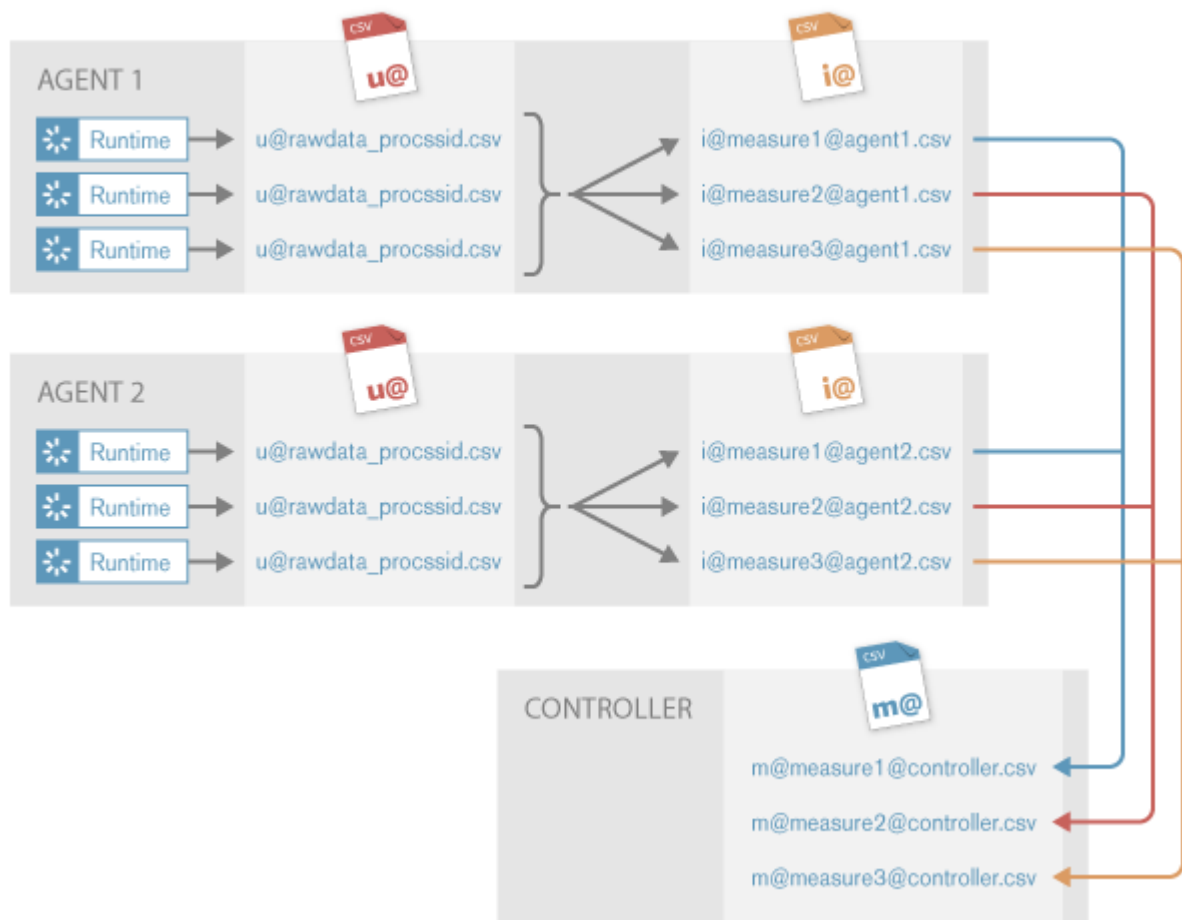 CSV
u@
CSV
i@
AGENT 1
Runtime u@rawdata_procssid.csv i@measure1@agent1.csv
Runtime u@rawdata_procssid.csv i@measure2@agent1.csv
Runtime u@rawdata_procssid.csv i@measure3@agent1.csv
CSV
u@
CSV
i@
AGENT 2
Runtime u@rawdata_procssid.csv i@measure1@agent2.csv
Runtime u@rawdata_procssid.csv i@measure2@agent2.csv
Runtime u@rawdata_procssid.csv i@measure3@agent2.csv
CSV
m@
CONTROLLER
m@measure1@controller.csv
m@measure2@controller.csv
m@measure3@controller.csv